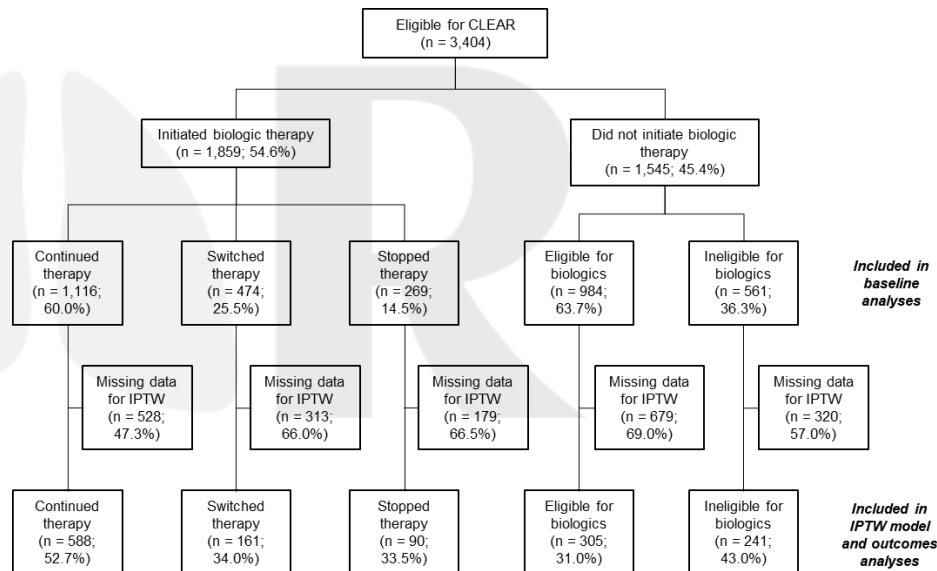 Eligible for CLEAR
(n = 3,404)
Initiated biologic therapy
(n = 1,859; 54.6%)
Did not initiate biologic
therapy
(n = 1,545; 45.4%)
Continued
therapy
(n = 1,116;
60.0%)
Switched
therapy
(n = 474;
25.5%)
Stopped
therapy
(n = 269;
14.5%)
Eligible for
biologics
(n = 984;
63.7%)
Ineligible for
biologics
(n = 561;
36.3%)
Included in
baseline
analyses
Missing data
for IPTW
(n = 528;
47.3%)
Missing data
for IPTW
(n = 313;
66.0%)
Missing data
for IPTW
(n = 179;
66.5%)
Missing data
for IPTW
(n = 679;
69.0%)
Missing data
for IPTW
(n = 320;
57.0%)
Continued
therapy
(n = 588;
52.7%)
Switched
therapy
(n = 161;
34.0%)
Stopped
therapy
(n = 90;
33.5%)
Eligible for
biologics
(n = 305;
31.0%)
Ineligible for
biologics
(n = 241;
43.0%)
Included in
IPTW model
and outcomes
analyses
R